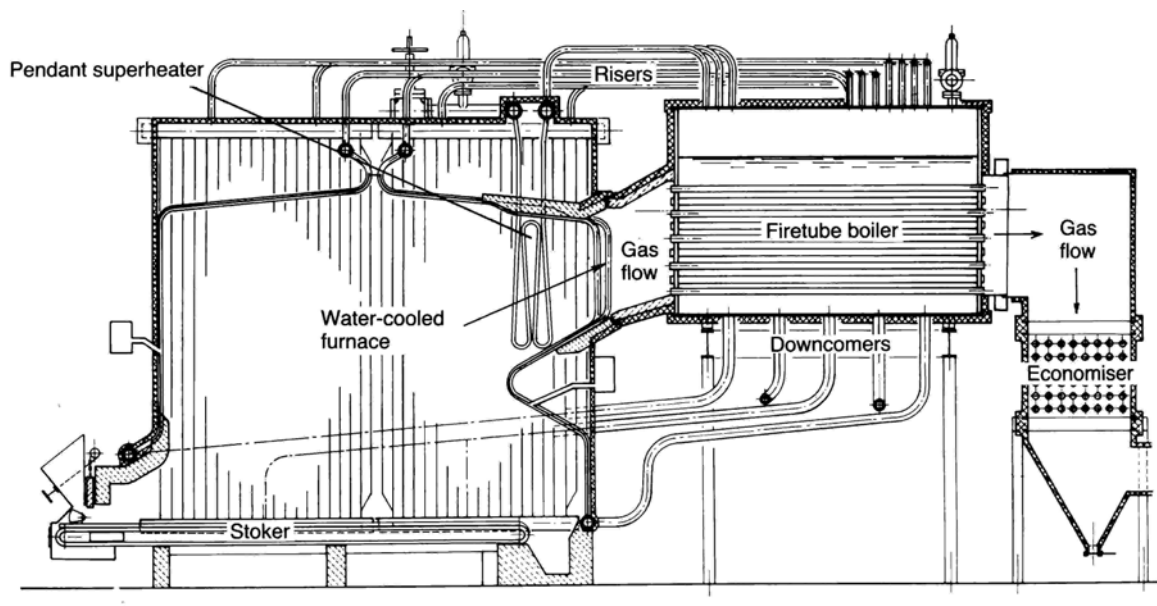 Pendant superheater
Risers
Firetube boiler
Gas
flow
Gas
flow
Water-cooled
furnace
Downcomers
Economiser
Stoker